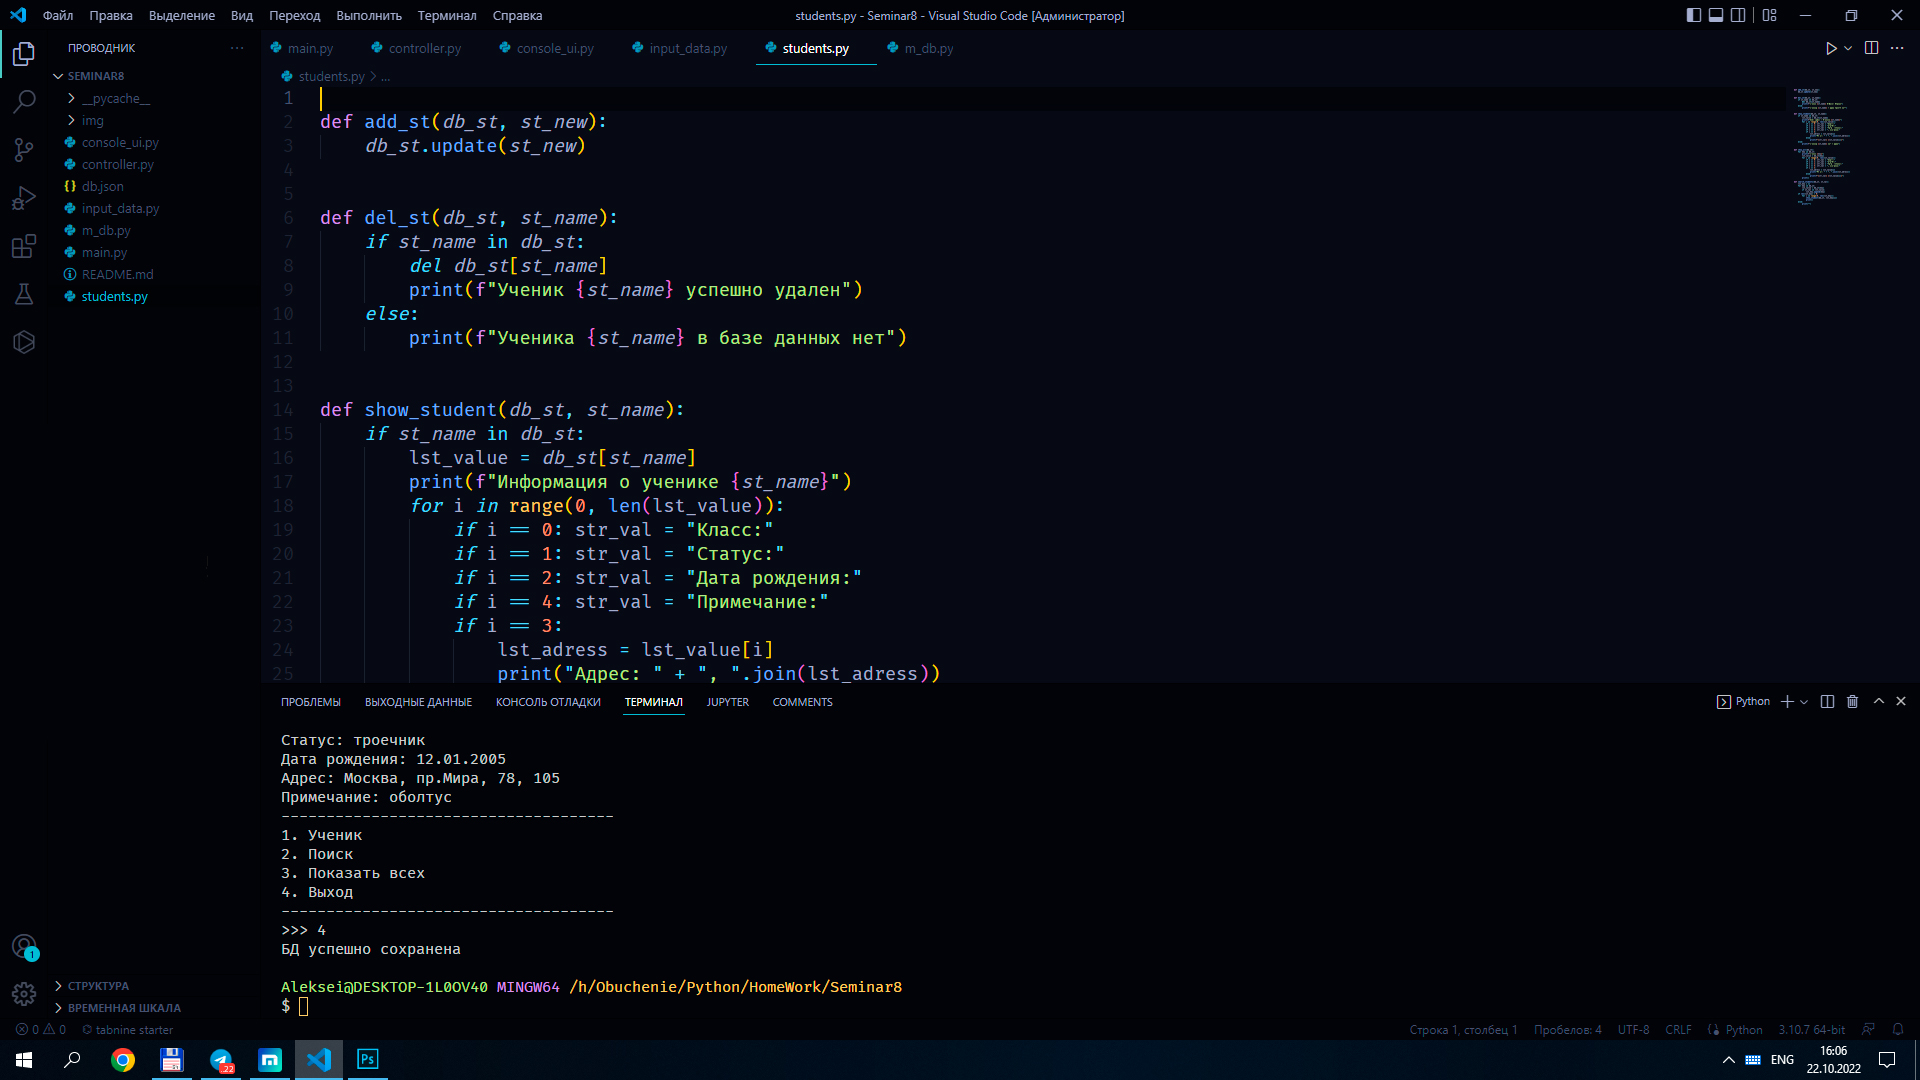 Файл Правка Выделение Вид Переход Выполнить Терминал Справка
students.py - Seminar8 - Visual Studio Code [Администратор]
ПРОВОДНИК
SEMINAR8
__pycache__
img
console_ui.py
controller.py
db.json
input_data.py
m_db.py
main.py
README.md
students.py
СТРУКТУРА
ВРЕМЕННАЯ ШКАЛА
main.py controller.py console_ui.py input_data.py students.py m_db.py
students.py > ...
1
2 def add_st(db_st, st_new):
3 db_st.update(st_new)
4
5
6 def del_st(db_st, st_name):
7 if st_name in db_st:
8 del db_st[st_name]
9 print(f"Ученик {st_name} успешно удален")
10 else:
11 print(f"Ученика {st_name} в базе данных нет")
12
13
14 def show_student(db_st, st_name):
15 if st_name in db_st:
16 lst_value = db_st[st_name]
17 print(f"Информация о ученике {st_name}")
18 for i in range(0, len(lst_value)):
19 if i == 0: str_val = "Класс:"
20 if i == 1: str_val = "Статус:"
21 if i == 2: str_val = "Дата рождения:"
22 if i == 4: str_val = "Примечание:"
23 if i == 3:
24 lst_adress = lst_value[i]
25 print("Адрес: " + ", ".join(lst_adress))
ПРОБЛЕМЫ ВЫХОДНЫЕ ДАННЫЕ КОНСОЛЬ ОТЛАДКИ ТЕРМИНАЛ JUPYTER COMMENTS
Python
Статус: троечник
Дата рождения: 12.01.2005
Адрес: Москва, пр.Мира, 78, 105
Примечание: оболтус
-------------------------------------
1. Ученик
2. Поиск
3. Показать всех
4. Выход
-------------------------------------
>>> 4
БД успешно сохранена
Aleksei@DESKTOP-1L0OV40 MINGW64 /h/Obuchenie/Python/HomeWork/Seminar8
$
1
0 0 tabnine starter
Строка 1, столбец 1 Пробелов: 4 UTF-8 CRLF Python 3.10.7 64-bit
22
Ps
ENG
16:06
22.10.2022